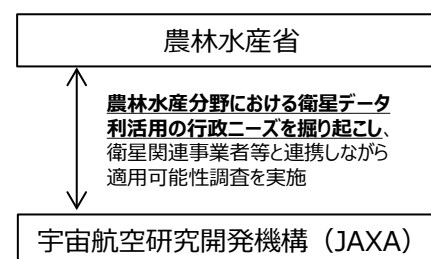 農林水産省
農林水産分野における衛星データ
利活用の行政ニーズを掘り起こし、
衛星関連事業者等と連携しながら
適用可能性調査を実施
宇宙航空研究開発機構（JAXA）